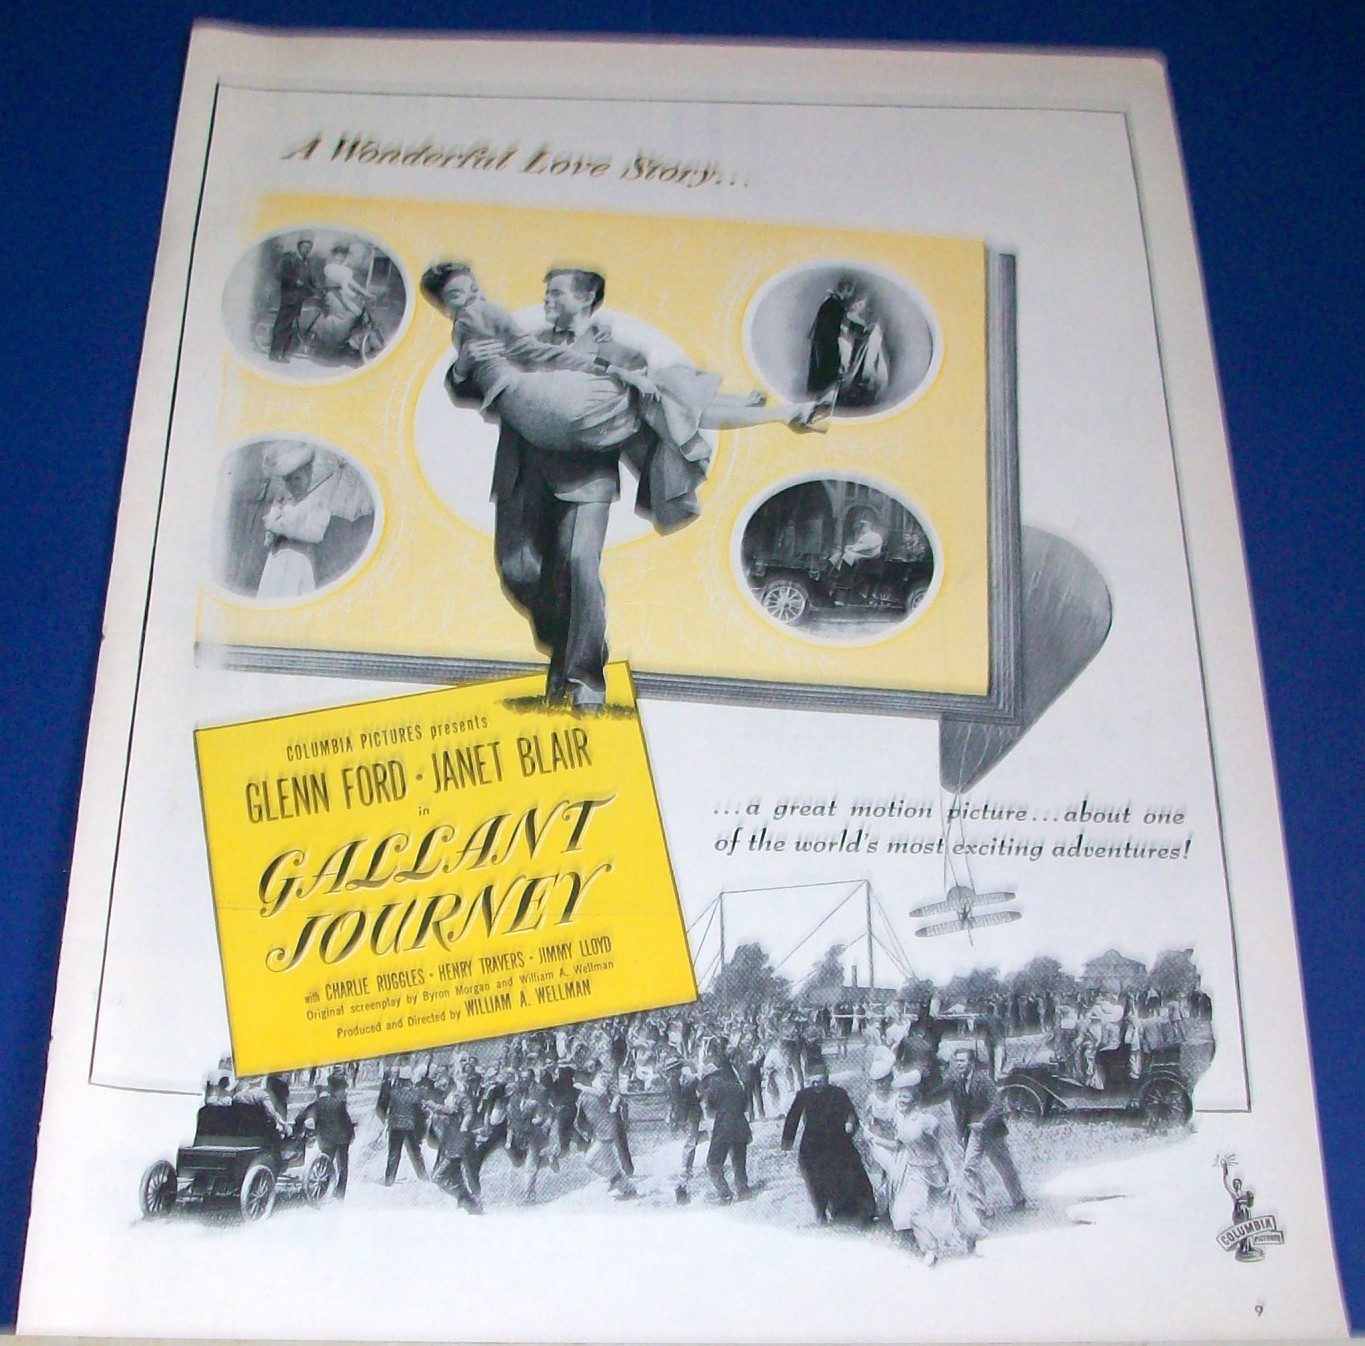 A Wonderful Love Story...
COLUMBIA PICTURES presents
GLENN FORD · JANET BLAIR
in
GALLANT
JOURNEY
with CHARLIE RUGGLES · HENRY TRAVERS · JIMMY LLOYD
Original screenplay by Byron Morgan and William A. Wellman
Produced and Directed by WILLIAM A. WELLMAN
...a great motion picture...about one
of the world's most exciting adventures!
COLUMBIA
PICTURES
9